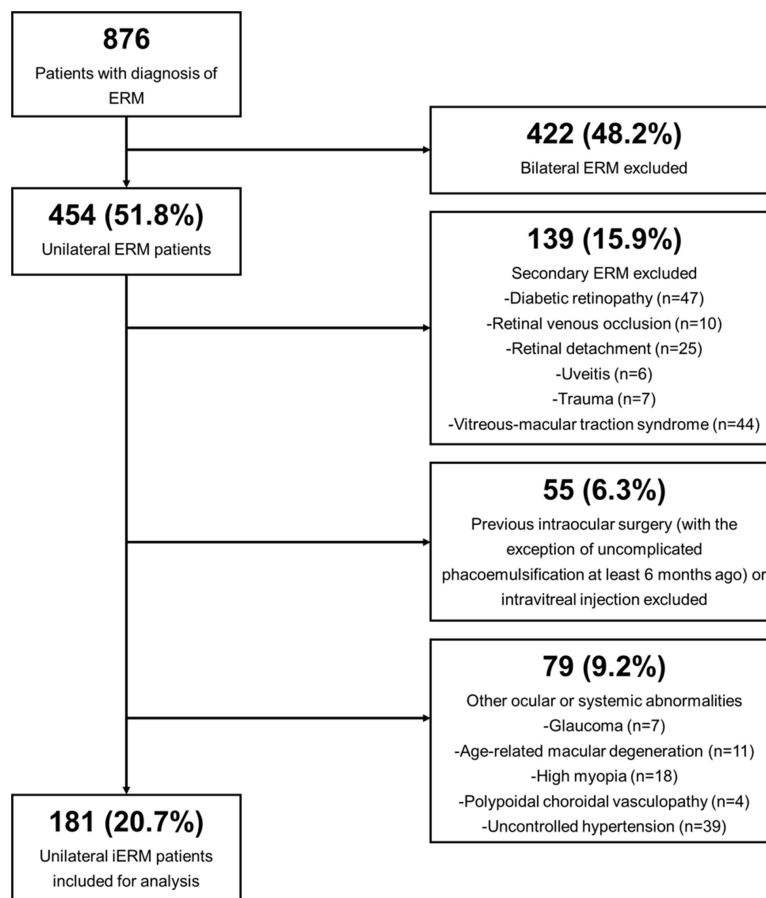 876
Patients with diagnosis of
ERM
422 (48.2%)
Bilateral ERM excluded
454 (51.8%)
Unilateral ERM patients
139 (15.9%)
Secondary ERM excluded
-Diabetic retinopathy (n=47)
-Retinal venous occlusion (n=10)
-Retinal detachment (n=25)
-Uveitis (n=6)
-Trauma (n=7)
-Vitreous-macular traction syndrome (n=44)
55 (6.3%)
Previous intraocular surgery (with the
exception of uncomplicated
phacoemulsification at least 6 months ago) or
intravitreal injection excluded
79 (9.2%)
Other ocular or systemic abnormalities
-Glaucoma (n=7)
-Age-related macular degeneration (n=11)
-High myopia (n=18)
-Polypoidal choroidal vasculopathy (n=4)
-Uncontrolled hypertension (n=39)
181 (20.7%)
Unilateral iERM patients
included for analysis